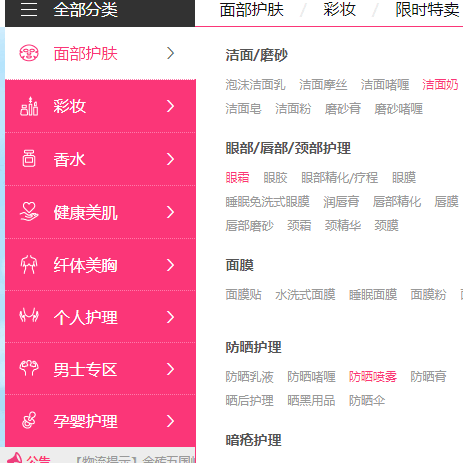 全部分类
面部护肤 / 彩妆 / 限时特卖
面部护肤
彩妆
香水
健康美肌
纤体美胸
个人护理
男士专区
孕婴护理
公告
洁面/磨砂
泡沫洁面乳 洁面摩丝 洁面啫喱 洁面奶
洁面皂 洁面粉 磨砂膏 磨砂啫喱
眼部/唇部/颈部护理
眼霜 眼胶 眼部精化/疗程 眼膜
睡眠免洗式眼膜 润唇膏 唇部精化 唇膜
唇部磨砂 颈霜 颈精华 颈膜
面膜
面膜贴 水洗式面膜 睡眠面膜 面膜粉
防晒护理
防晒乳液 防晒啫喱 防晒喷雾 防晒膏
晒后护理 晒黑用品 防晒伞
暗疮护理